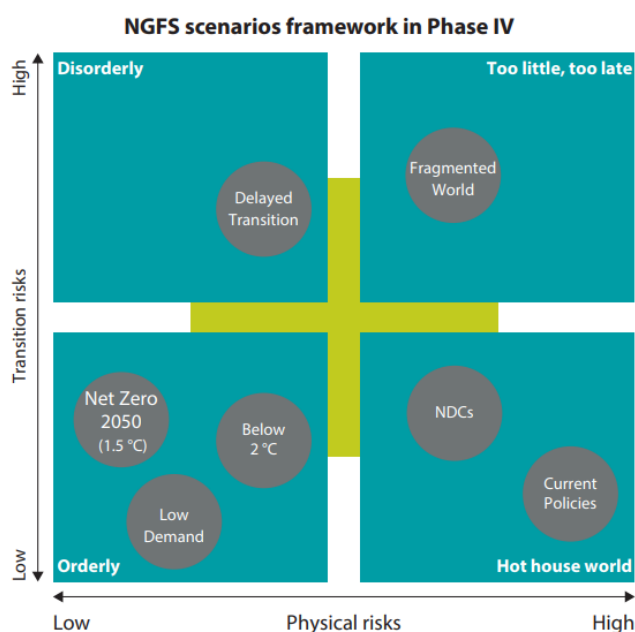 NGFS scenarios framework in Phase IV
High
Disorderly
Too little, too late
Delayed
Transition
Fragmented
World
Transition risks
Net Zero
2050
(1.5 °C)
Below
2 °C
Low
Demand
NDCs
Current
Policies
Low
Orderly
Hot house world
Low
Physical risks
High